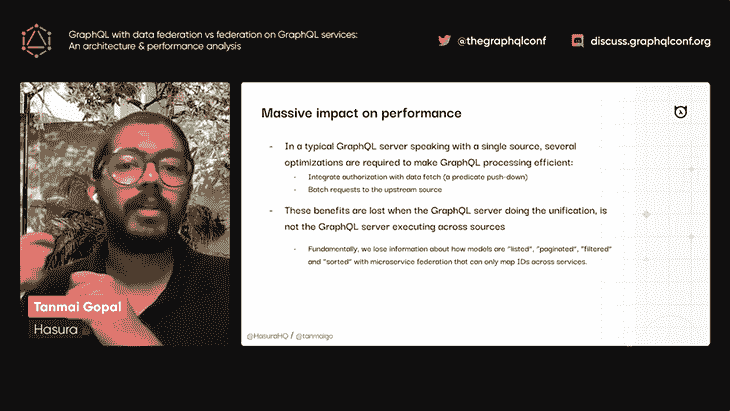 GraphQL with data federation vs federation on GraphQL services:
An architecture & performance analysis
@thegraphqlconf
discuss.graphqlconf.org
Massive impact on performance
- In a typical GraphQL server speaking with a single source, several
optimizations are required to make GraphQL processing efficient:
- Integrate authorization with data fetch (a predicate push-down)
- Batch requests to the upstream source
- These benefits are lost when the GraphQL server doing the unification, is
not the GraphQL server executing across sources
- Fundamentally, we lose information about how models are "listed", "paginated", "filtered"
and "sorted" with microservice federation that can only map IDs across services.
@HasuraHQ / @tanmaigo
Tanmai Gopal
Hasura